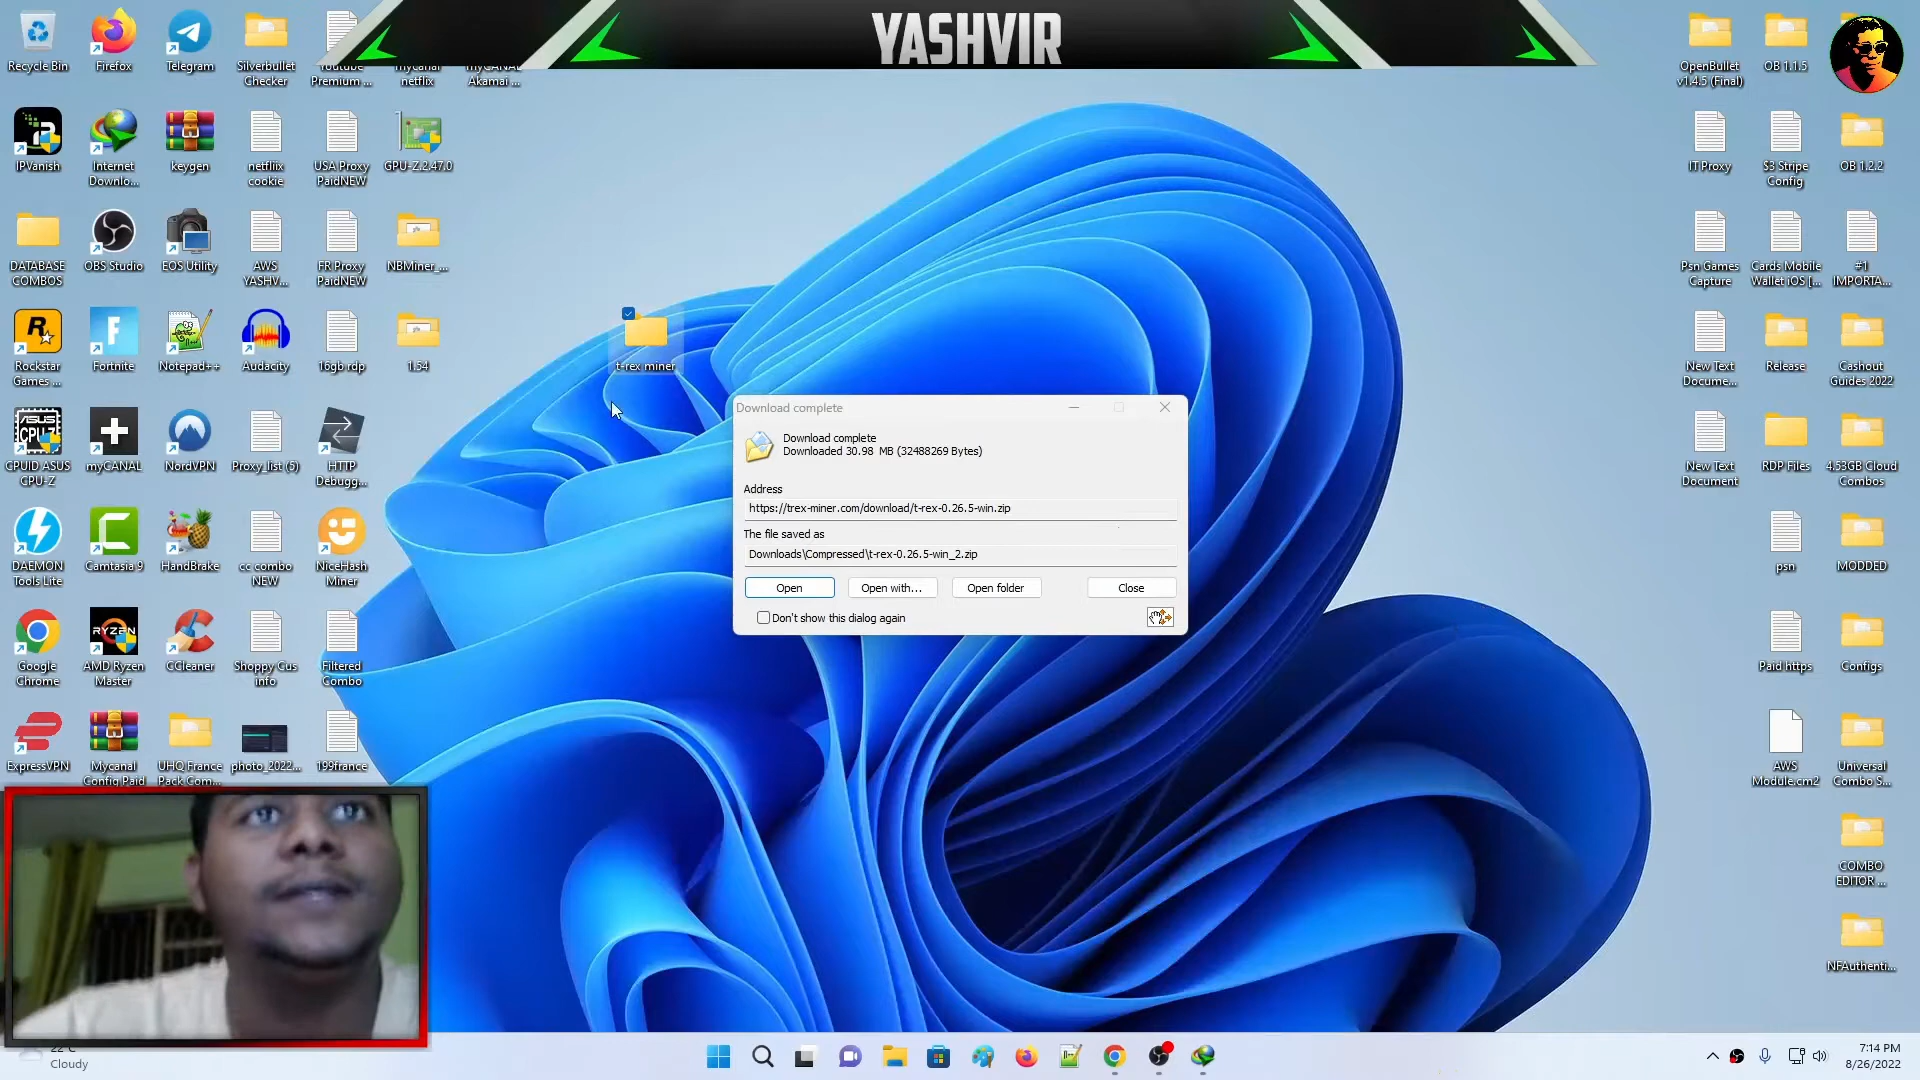 YASHVIR
Recycle Bin
Firefox
Telegram
Silverbullet
Checker
Premium ...
netflix
Akamai ...
OpenBullet
v1.4.5 (Final)
OB 1.1.5
IPVanish
Internet
Downlo...
keygen
netfliix
cookie
USA Proxy
PaidNEW
GPU-Z.2.47.0
IT Proxy
S3 Stripe
Config
OB 1.2.2
DATABASE
COMBOS
OBS Studio
EOS Utility
AWS
YASHV...
FR Proxy
PaidNEW
NBMiner_...
Psn Games
Capture
Cards Mobile
Wallet iOS [...
#1
IMPORTA...
Rockstar
Games ...
Fortnite
Notepad++
Audacity
16gb rdp
1.54
t-rex miner
New Text
Docume...
Release
Cashout
Guides 2022
CPUID ASUS
CPU-Z
myCANAL
NordVPN
Proxy_list (5)
HTTP
Debugg...
New Text
Document
RDP Files
4.53GB Cloud
Combos
Download complete
Download complete
Downloaded 30.98 MB (32488269 Bytes)
Address
https://trex-miner.com/download/t-rex-0.26.5-win.zip
The file saved as
Downloads\Compressed\t-rex-0.26.5-win_2.zip
Open
Open with...
Open folder
Close
Don't show this dialog again
DAEMON
Tools Lite
Camtasia 9
HandBrake
cc combo
NEW
NiceHash
Miner
psn
MODDED
Google
Chrome
AMD Ryzen
Master
CCleaner
Shoppy Gus
info
Filtered
Combo
Paid https
Configs
ExpressVPN
Mycanal
Config Paid
UHQ France
Pack Com...
photo_2022...
199france
AWS
Module.cm2
Universal
Combo S...
COMBO
EDITOR ...
NFAuthenti...
22°C
Cloudy
7:14 PM
8/26/2022